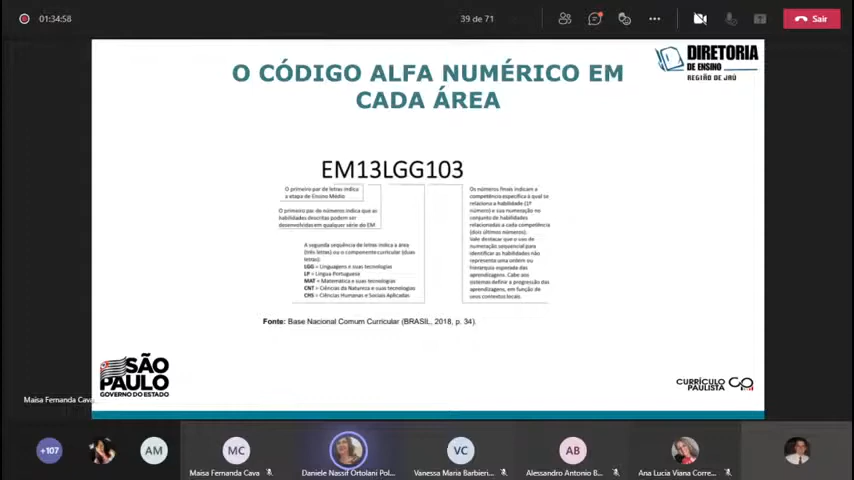 01:34:58
39 de 71
Sair
O CÓDIGO ALFA NUMÉRICO EM
CADA ÁREA
DIRETORIA
DE ENSINO
REGIÃO DE JAÚ
EM13LGG103
O primeiro par de letras indica
a etapa de Ensino Médio
O primeiro par de números indica que as
habilidades descritas podem ser
desenvolvidas em qualquer série do EM
A segunda sequência de letras indica a área
(três letras) ou o componente curricular (duas
letras):
LGG = Linguagens e suas tecnologias
LP = Língua Portuguesa
MAT = Matemática e suas tecnologias
CNT = Ciências da Natureza e suas tecnologias
CHS = Ciências Humanas e Sociais Aplicadas
Os números finais indicam a
competência específica à qual se
relaciona a habilidade (1º
número) e sua numeração no
conjunto de habilidades
relacionadas a cada competência
(dois últimos números).
Vale destacar que o uso de
numeração sequencial para
identificar as habilidades não
representa uma ordem ou
hierarquia esperada das
aprendizagens. Cabe aos
sistemas definir a progressão das
aprendizagens, em função de
seus contextos locais.
Fonte: Base Nacional Comum Curricular (BRASIL, 2018, p. 34).
SÃO
PAULO
GOVERNO DO ESTADO
CURRÍCULO
PAULISTA
Maisa Fernanda Cava
+107
AM
MC
VC
AB
Maisa Fernanda Cava
Daniele Nassif Ortolani Pol...
Vanessa Maria Barbieri...
Alessandro Antonio B...
Ana Lucia Viana Corre...